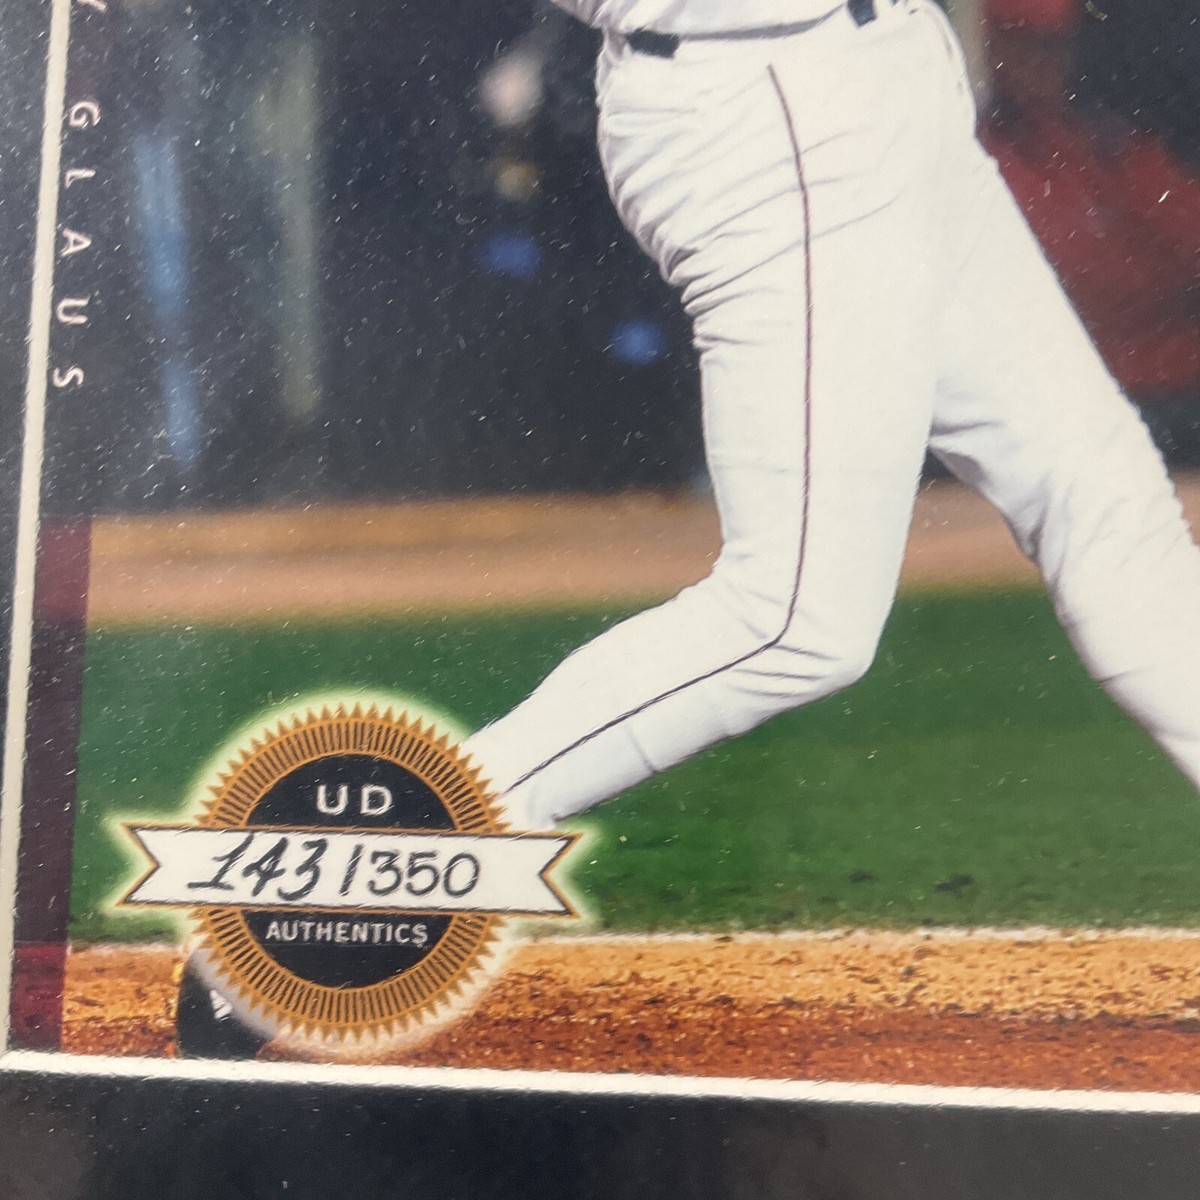 Y GLAUS
UD
143/350
AUTHENTICS